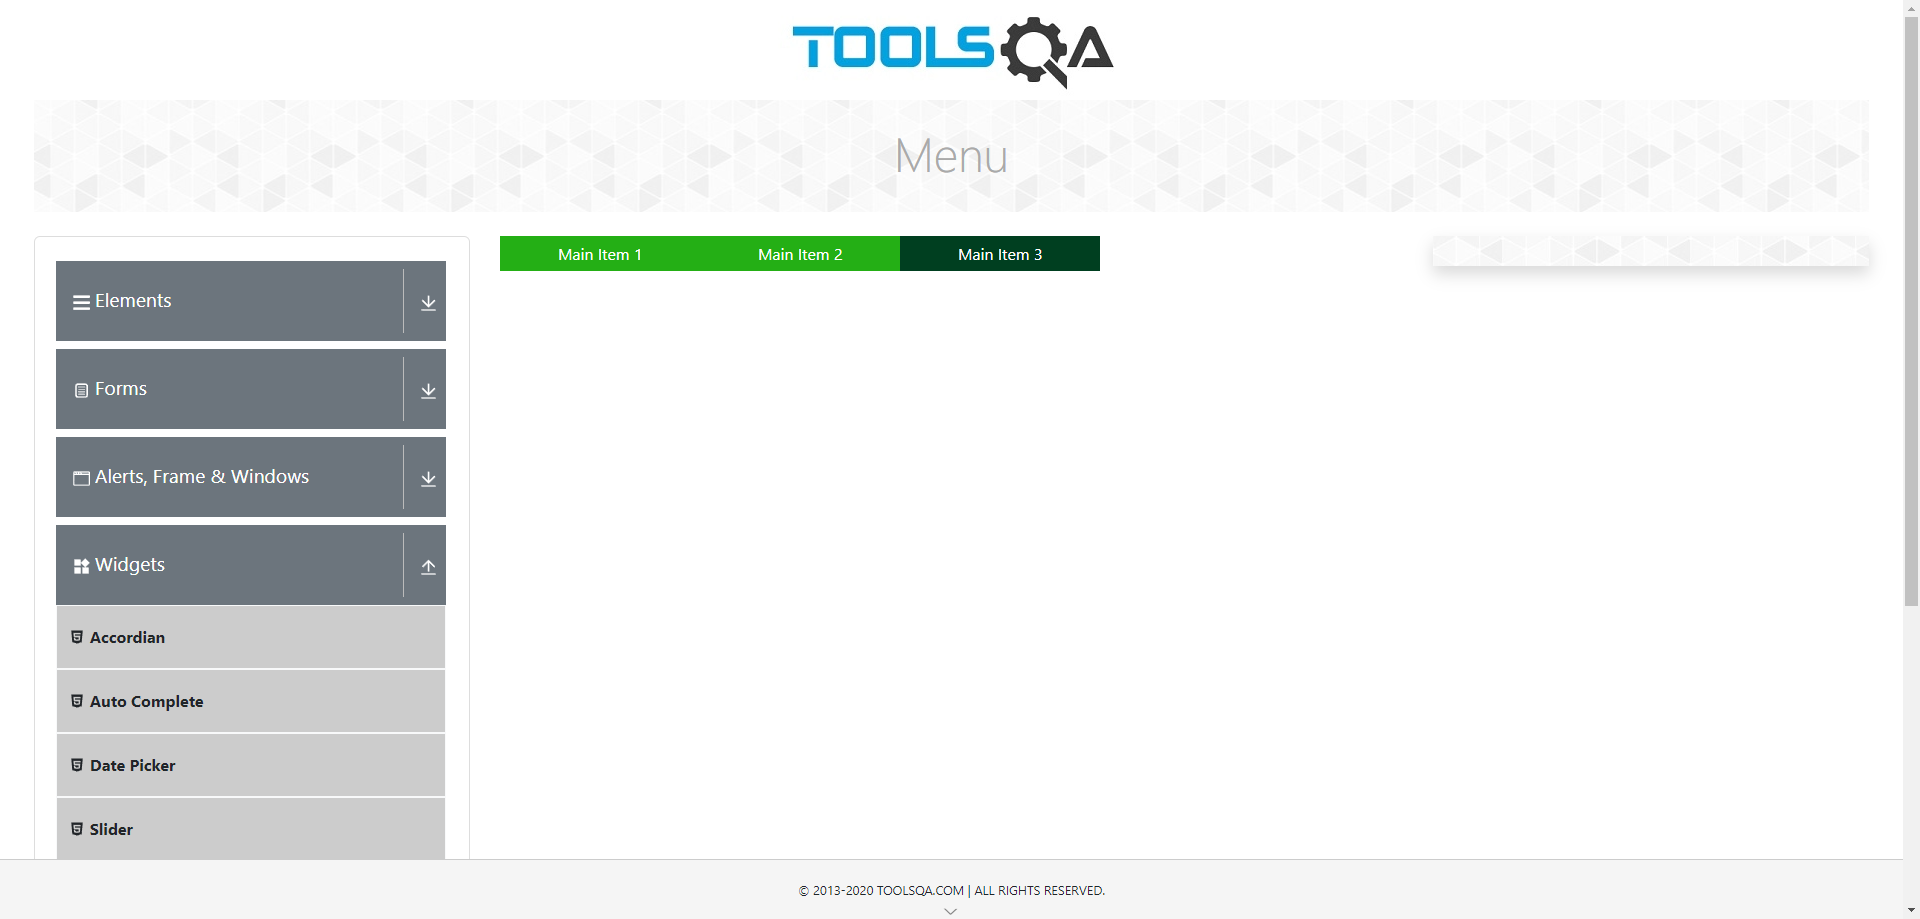 TOOLSQA
Menu
Main Item 1
Main Item 2
Main Item 3
Elements
Forms
Alerts, Frame & Windows
Widgets
Accordian
Auto Complete
Date Picker
Slider
© 2013-2020 TOOLSQA.COM | ALL RIGHTS RESERVED.